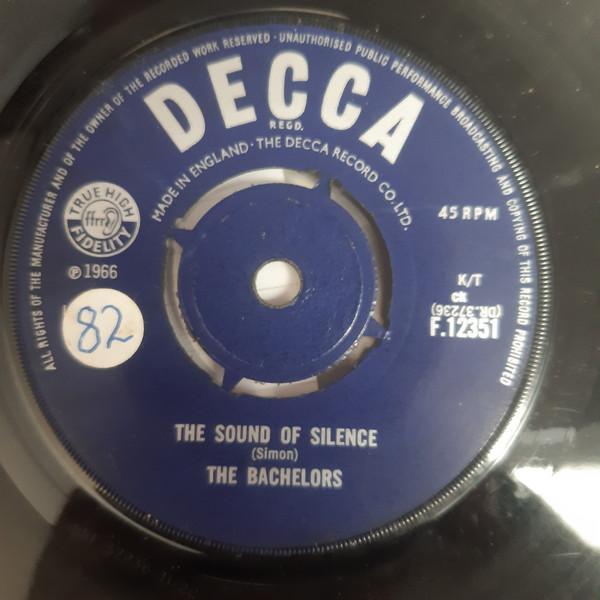 ALL RIGHTS OF THE MANUFACTURER AND OF THE OWNER OF THE RECORDED WORK RESERVED · UNAUTHORISED PUBLIC PERFORMANCE BROADCASTING AND COPYING OF THIS RECORD PROHIBITED
DECCA
REGD.
MADE IN ENGLAND · THE DECCA RECORD CO. LTD.
TRUE HIGH
ffrr
FIDELITY
45 RPM
℗ 1966
K/T
CR
(DR.37236)
F.12351
82
THE SOUND OF SILENCE
(Simon)
THE BACHELORS